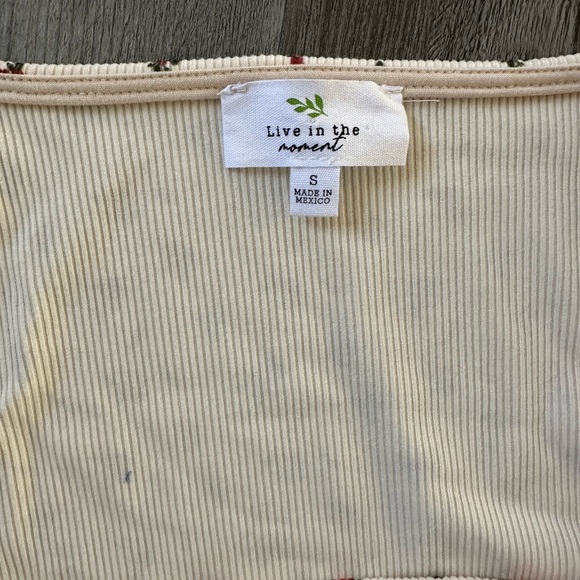 Live in the
moment
S
MADE IN
MEXICO